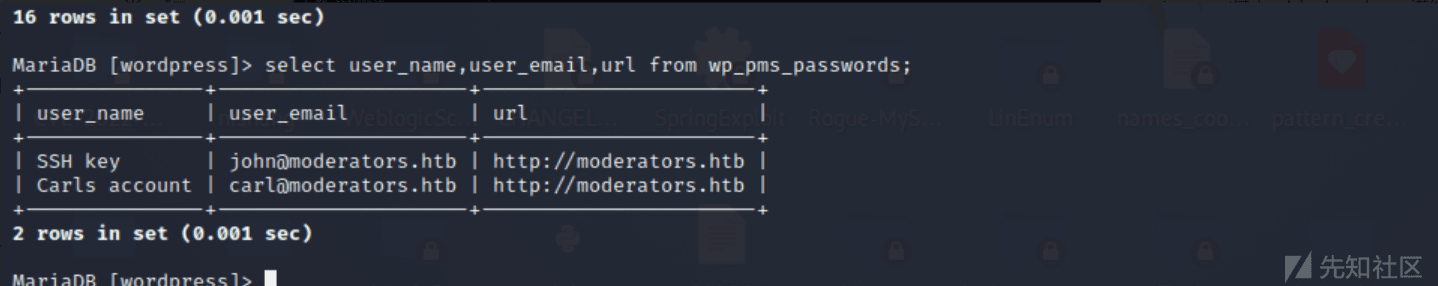 16 rows in set (0.001 sec)
MariaDB [wordpress]> select user_name,user_email,url from wp_pms_passwords;
+---------------+----------------------+-----------------------+
| user_name | user_email | url |
+---------------+----------------------+-----------------------+
| SSH key | john@moderators.htb | http://moderators.htb |
| Carls account | carl@moderators.htb | http://moderators.htb |
+---------------+----------------------+-----------------------+
2 rows in set (0.001 sec)
MariaDB [wordpress]>
WeblogicSc...
SpringExploit
Rogue-MyS...
LinEnum
names_coo...
pattern_cre...
先知社区